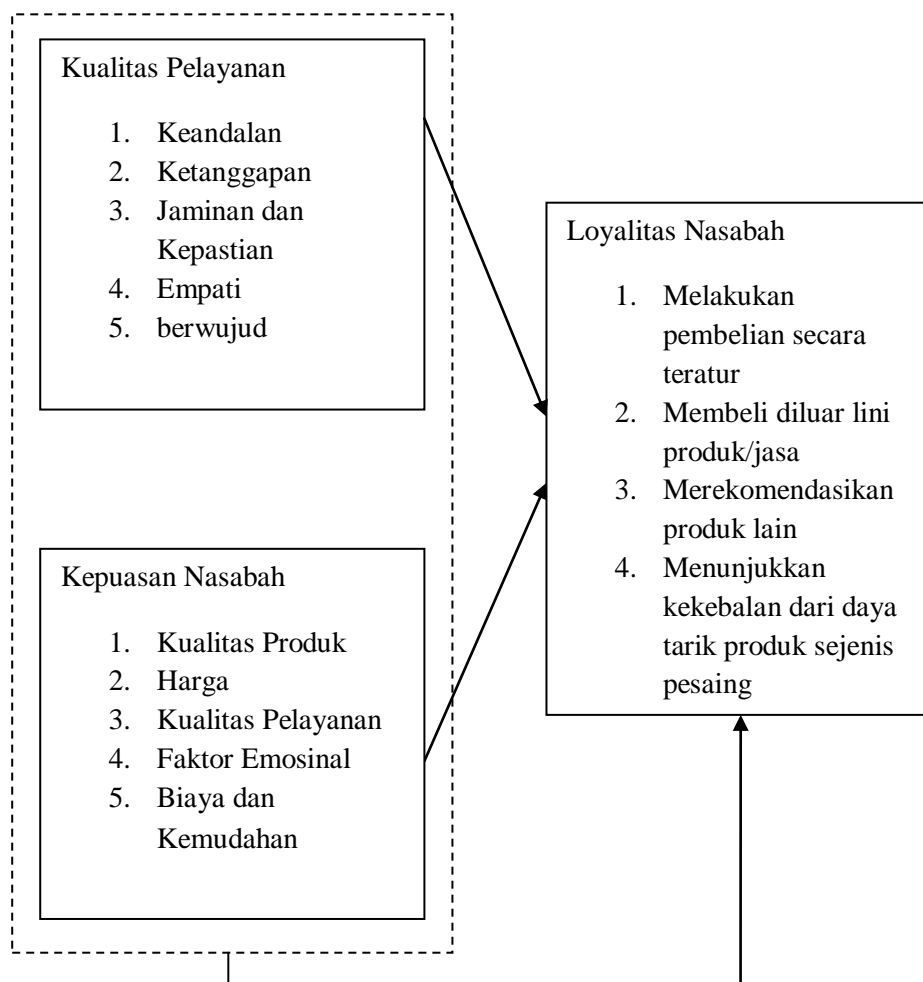 Kualitas Pelayanan
1. Keandalan
2. Ketanggapan
3. Jaminan dan
Kepastian
4. Empati
5. berwujud
Kepuasan Nasabah
1. Kualitas Produk
2. Harga
3. Kualitas Pelayanan
4. Faktor Emosinal
5. Biaya dan
Kemudahan
Loyalitas Nasabah
1. Melakukan
pembelian secara
teratur
2. Membeli diluar lini
produk/jasa
3. Merekomendasikan
produk lain
4. Menunjukkan
kekebalan dari daya
tarik produk sejenis
pesaing